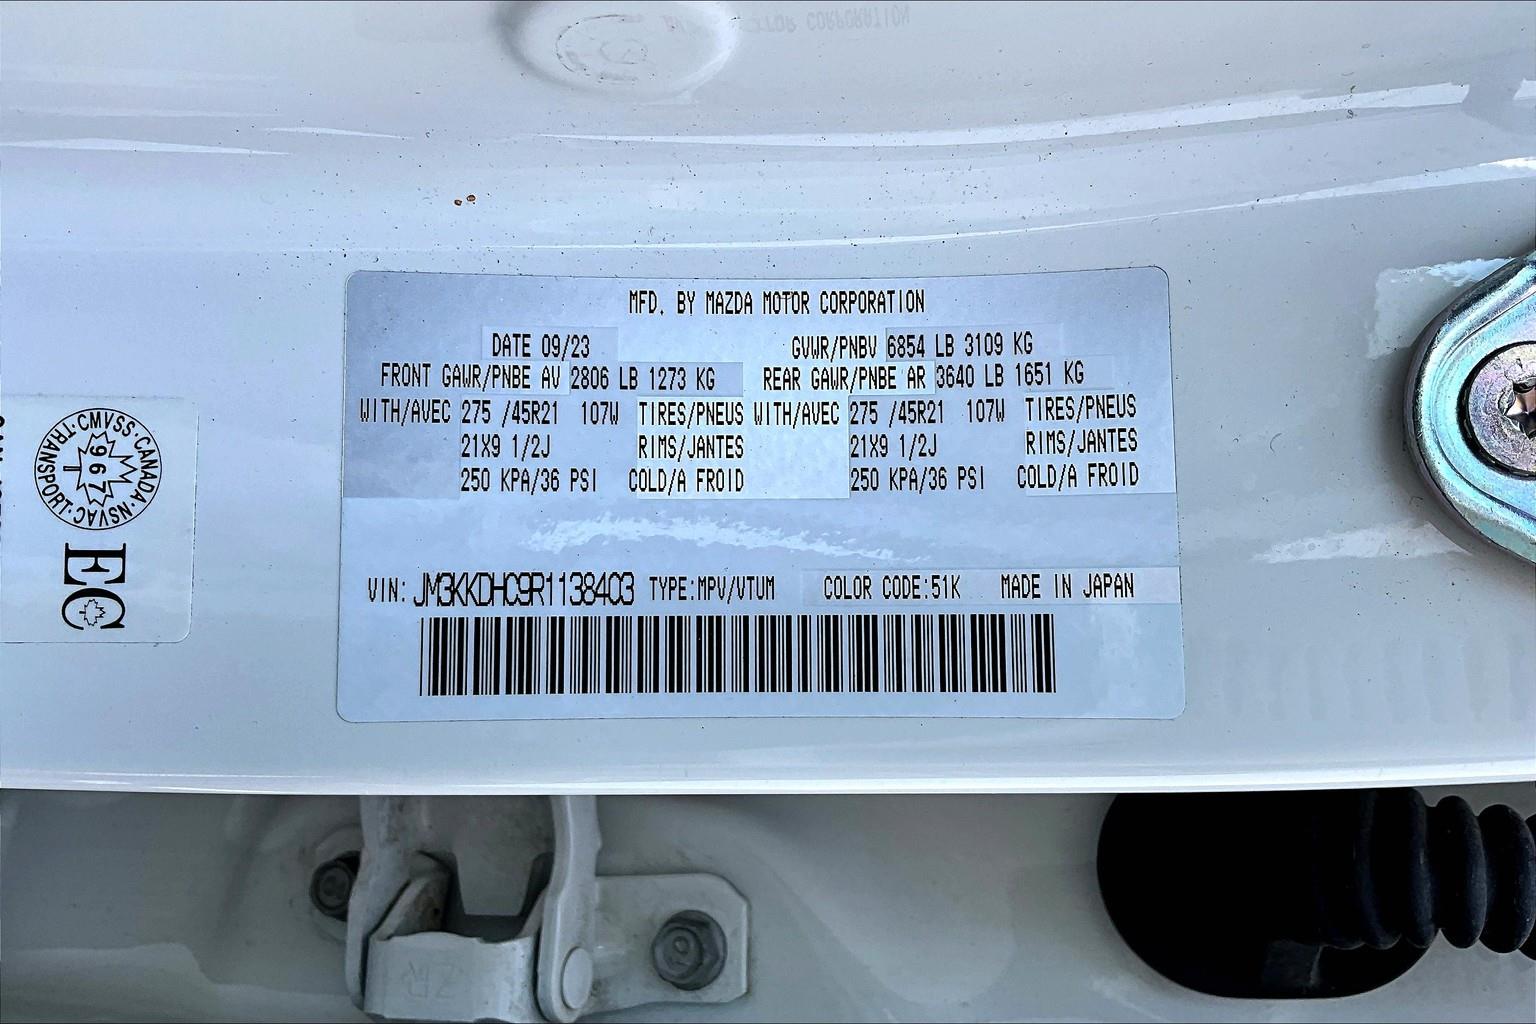 MFD. BY MAZDA MOTOR CORPORATION
DATE 09/23 GVWR/PNBV 6854 LB 3109 KG
FRONT GAWR/PNBE AV 2806 LB 1273 KG REAR GAWR/PNBE AR 3640 LB 1651 KG
WITH/AVEC 275 /45R21 107W TIRES/PNEUS WITH/AVEC 275 /45R21 107W TIRES/PNEUS
21X9 1/2J RIMS/JANTES 21X9 1/2J RIMS/JANTES
250 KPA/36 PSI COLD/A FROID 250 KPA/36 PSI COLD/A FROID
VIN: JM3KKDHC9R1138403 TYPE:MPV/VTUM COLOR CODE:51K MADE IN JAPAN
CANADA·NSVAC·TRANSPORT·CMVSS·
967
EC